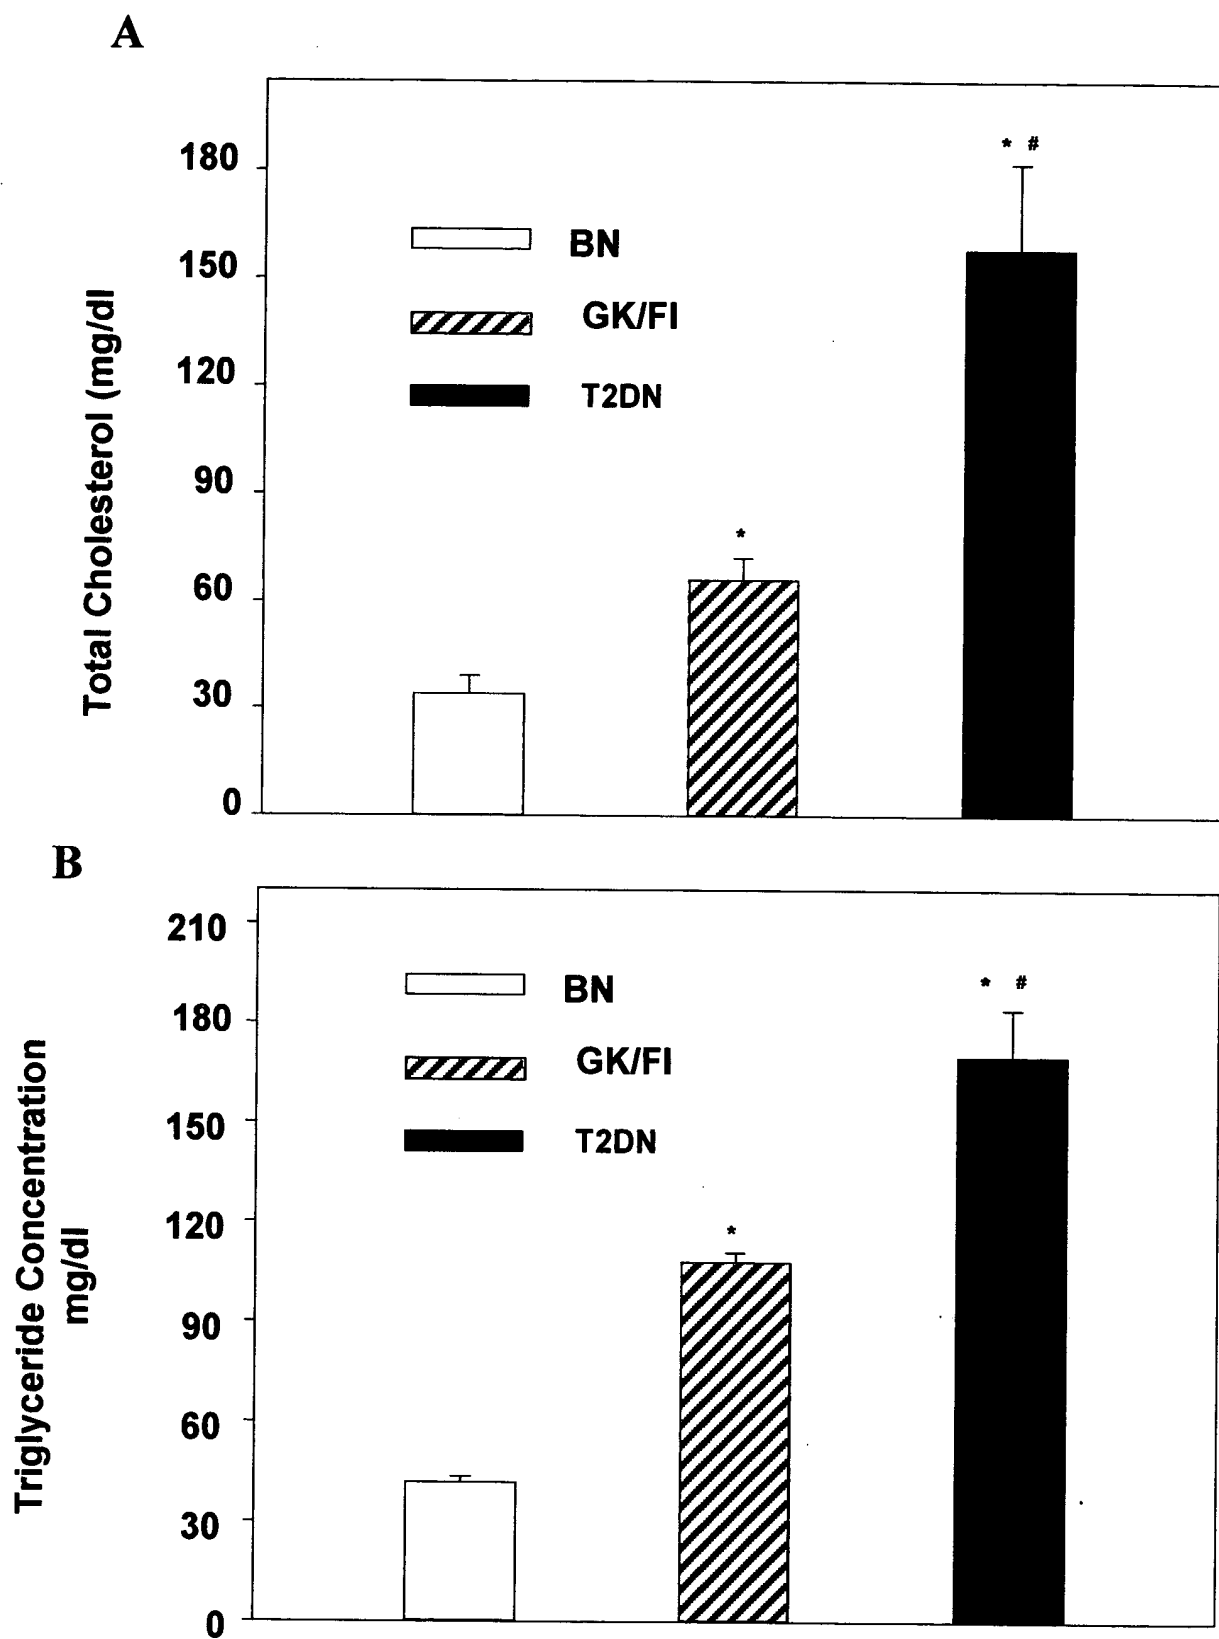 A
* #
180
BN
150
GK/FI
120
T2DN
90
*
60
30
0
Total Cholesterol (mg/dl)
B
210
* #
BN
180
GK/FI
150
T2DN
120
*
90
60
30
0
Triglyceride Concentration
mg/dl